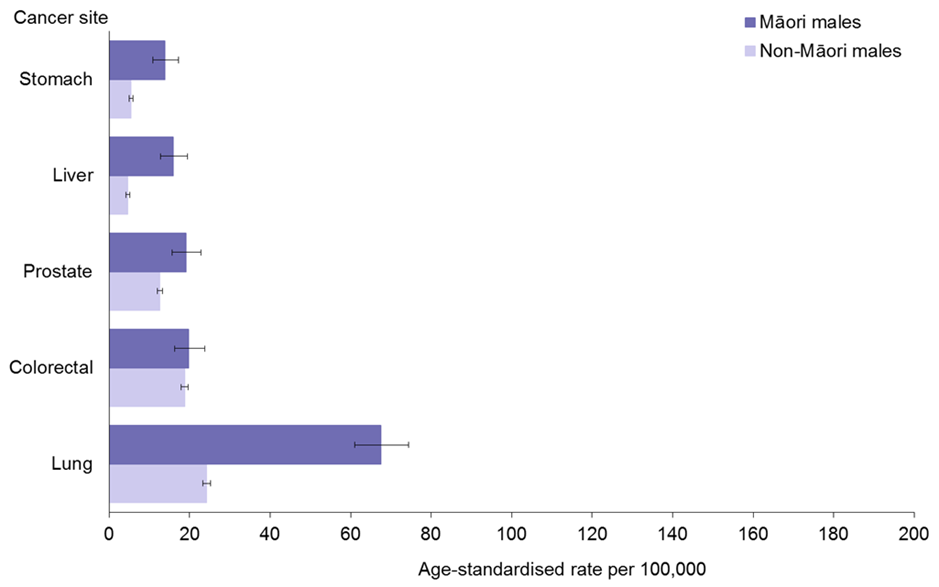 Cancer site
Māori males
Non-Māori males
Stomach
Liver
Prostate
Colorectal
Lung
0 20 40 60 80 100 120 140 160 180 200
Age-standardised rate per 100,000